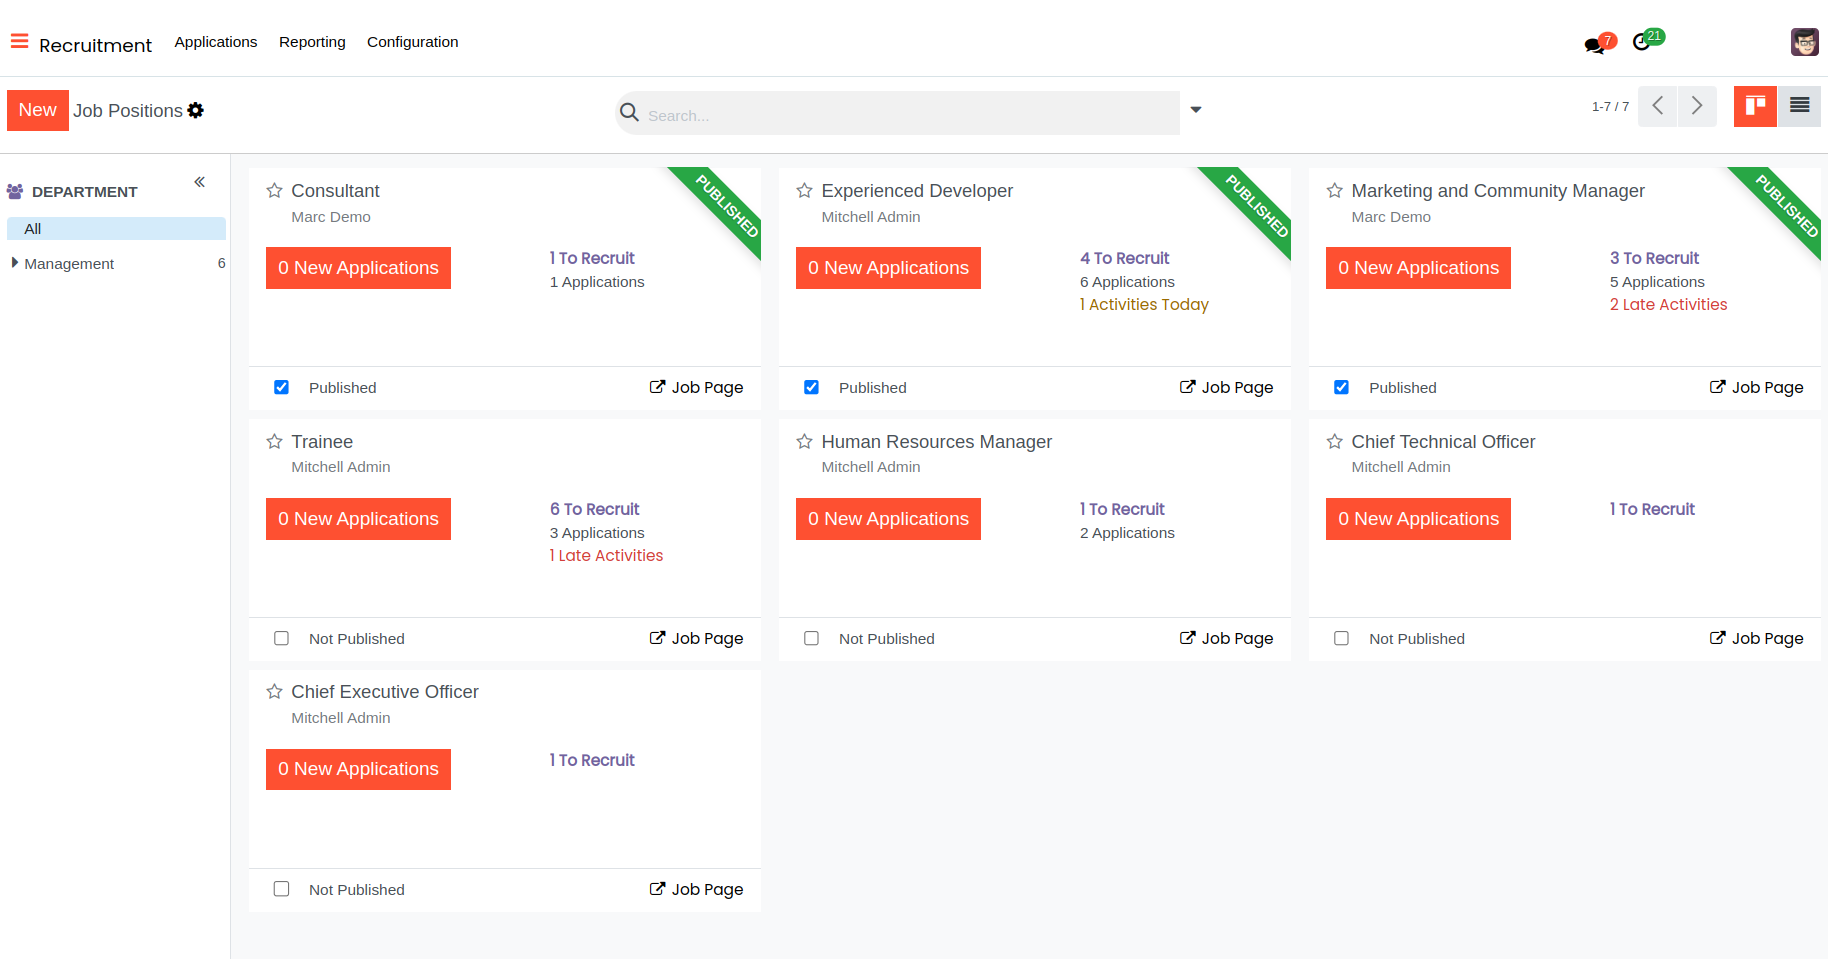 Recruitment Applications Reporting Configuration 7 21
New Job Positions Search... 1-7 / 7
DEPARTMENT
All
Management 6
Consultant
Marc Demo
PUBLISHED
0 New Applications
1 To Recruit
1 Applications
Published Job Page
Experienced Developer
Mitchell Admin
PUBLISHED
0 New Applications
4 To Recruit
6 Applications
1 Activities Today
Published Job Page
Marketing and Community Manager
Marc Demo
PUBLISHED
0 New Applications
3 To Recruit
5 Applications
2 Late Activities
Published Job Page
Trainee
Mitchell Admin
0 New Applications
6 To Recruit
3 Applications
1 Late Activities
Not Published Job Page
Human Resources Manager
Mitchell Admin
0 New Applications
1 To Recruit
2 Applications
Not Published Job Page
Chief Technical Officer
Mitchell Admin
0 New Applications
1 To Recruit
Not Published Job Page
Chief Executive Officer
Mitchell Admin
0 New Applications
1 To Recruit
Not Published Job Page